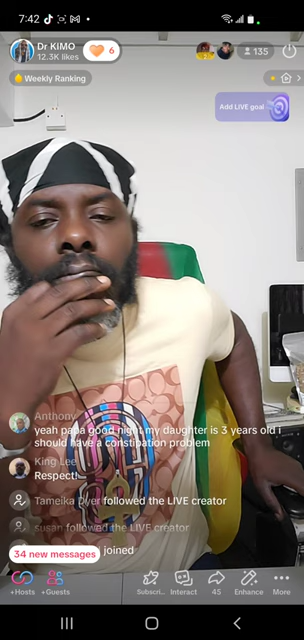 7:42
Dr KIMO
12.3K likes
6
135
Weekly Ranking
Add LIVE goal
Anthony
yeah papa good night my daughter is 3 years old i
should have a constipation problem
King Lee
Respect!
Tameika Dyer followed the LIVE creator
susan followed the LIVE creator
34 new messages
joined
+Hosts
+Guests
Subscri...
Interact
45
Enhance
More